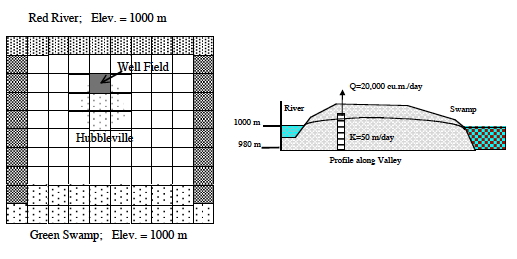 Red River; Elev. = 1000 m
Well Field
Hubbleville
Green Swamp; Elev. = 1000 m
Q=20,000 cu.m./day
River
Swamp
1000 m
K=50 m/day
980 m
Profile along Valley